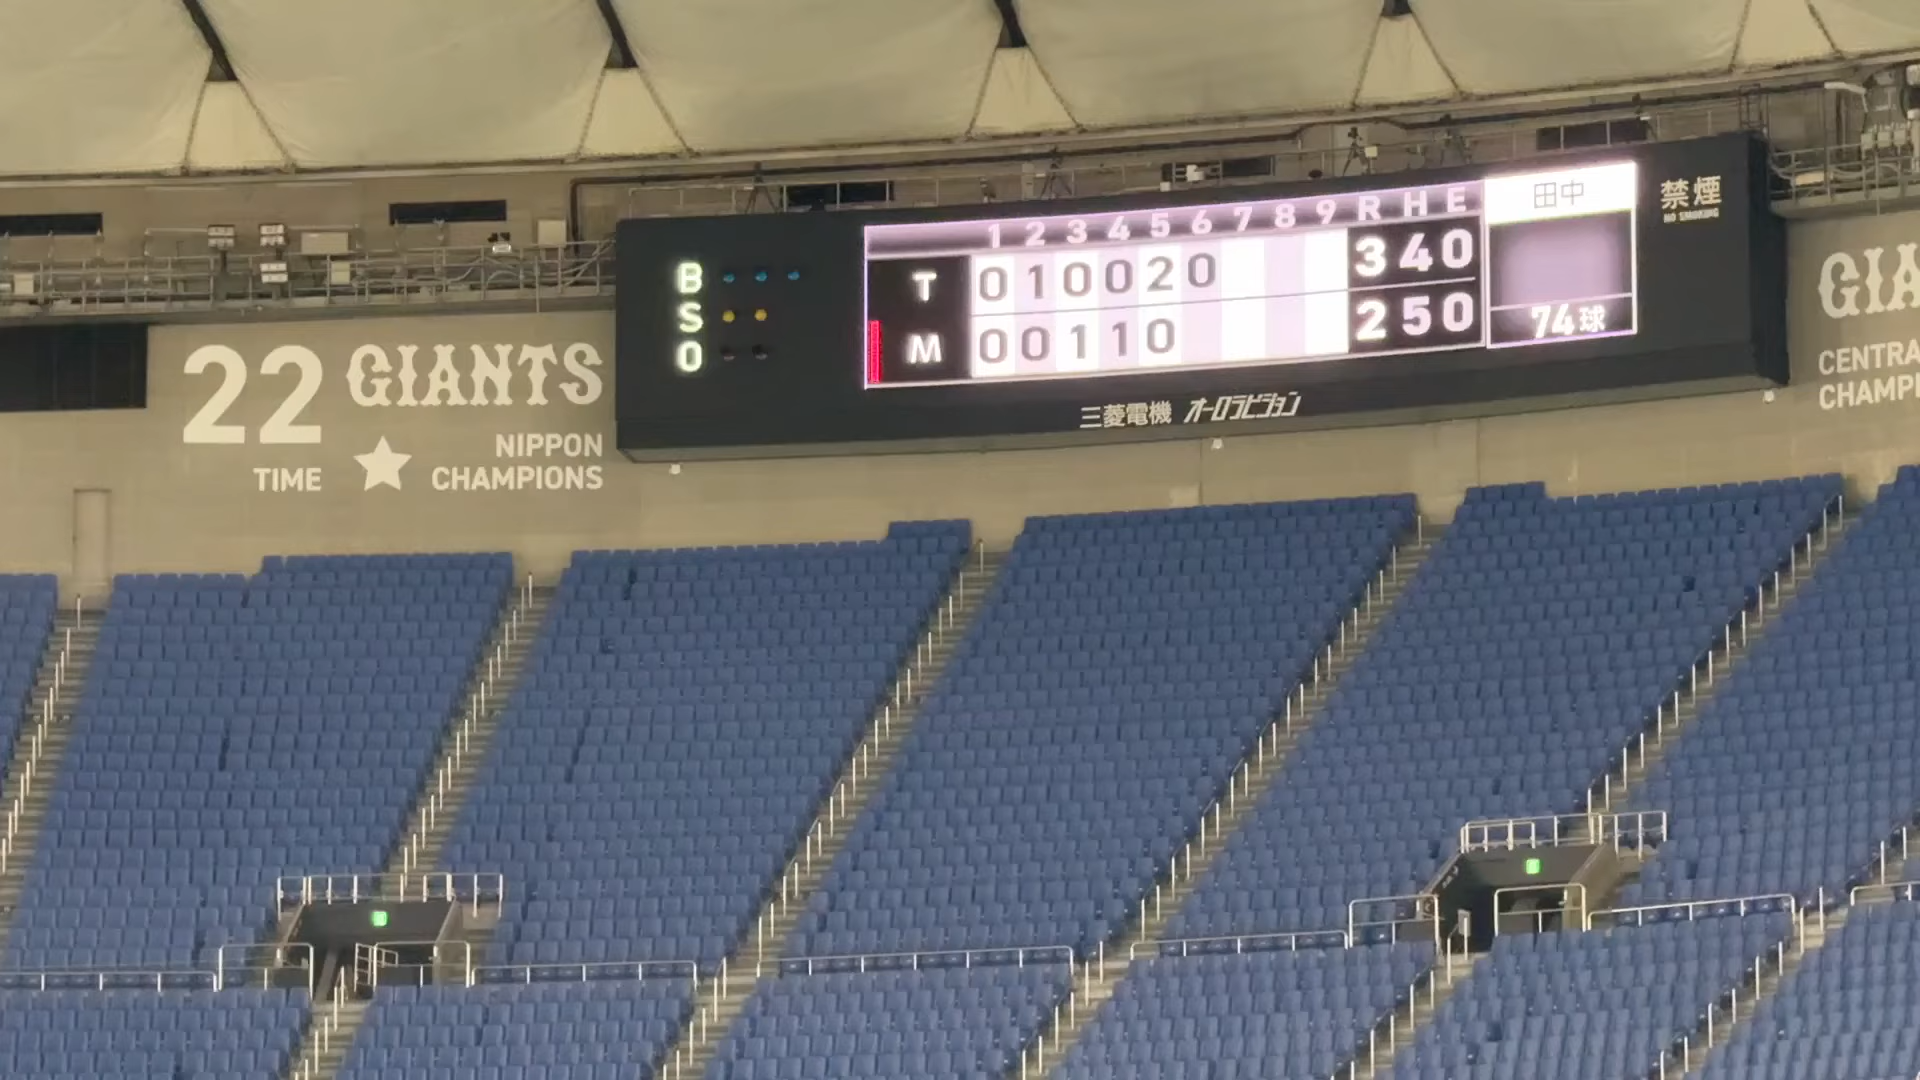 22 GIANTS
TIME ★ NIPPON
CHAMPIONS
B
S
O
1 2 3 4 5 6 7 8 9 R H E
T 0 1 0 0 2 0 3 4 0
M 0 0 1 1 0 2 5 0
田中
74球
禁煙
NO SMOKING
三菱電機 オーロラビジョン
GIA
CENTRA
CHAMPI